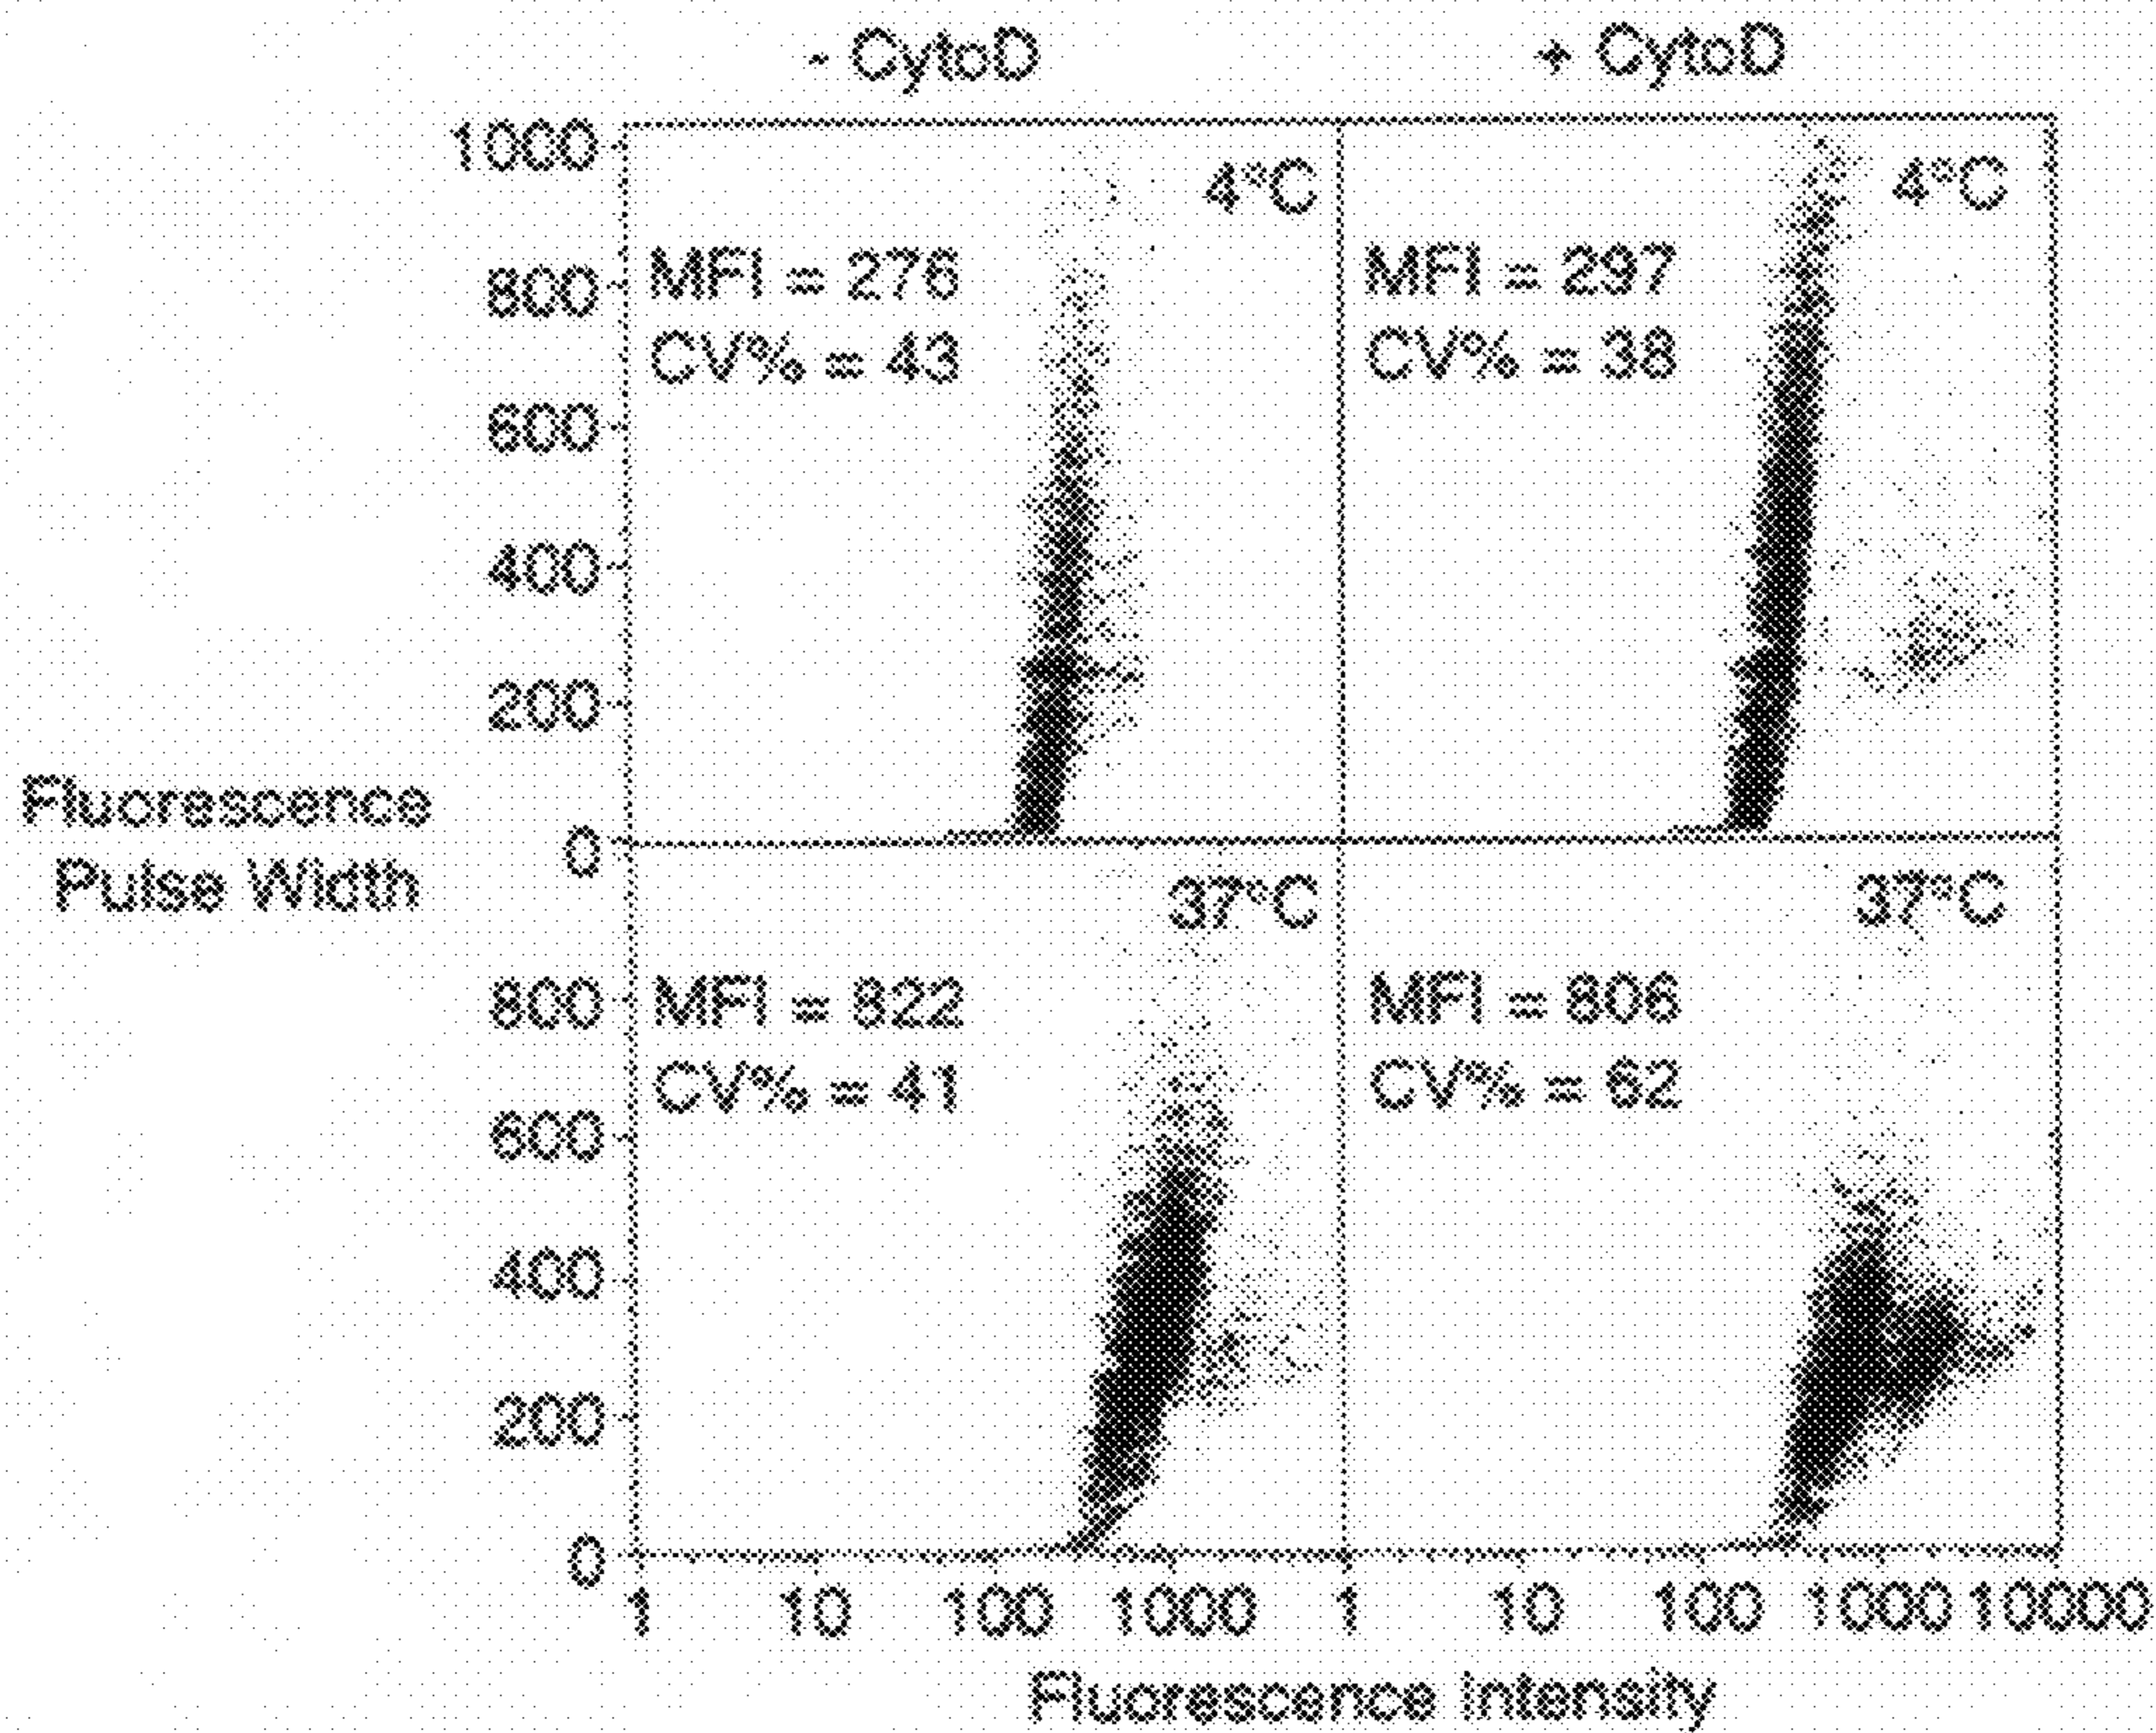 - CytoD
+ CytoD
1000
4°C
4°C
MFI = 276
CV% = 43
MFI = 297
CV% = 38
800
600
400
200
0
Fluorescence
Pulse Width
37°C
37°C
MFI = 822
CV% = 41
MFI = 806
CV% = 62
800
600
400
200
0
1 10 100 1000 1 10 100 1000 10000
Fluorescence Intensity